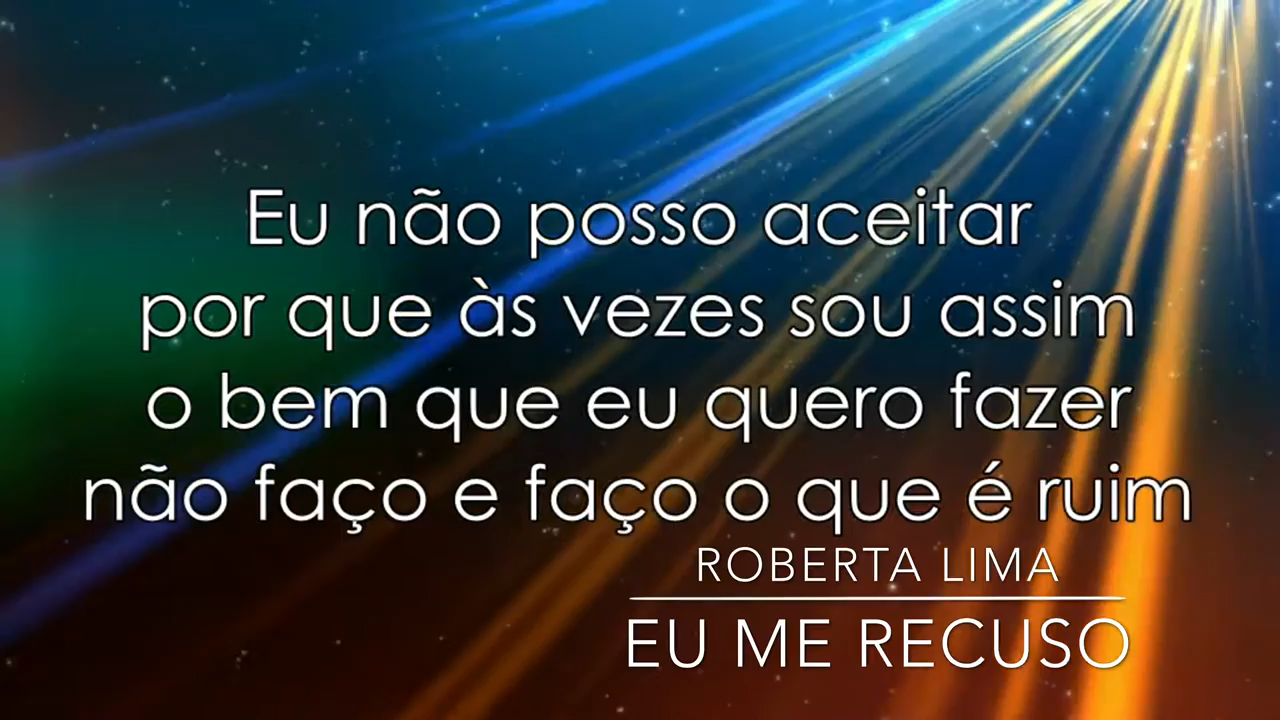 Eu não posso aceitar
por que às vezes sou assim
o bem que eu quero fazer
não faço e faço o que é ruim
ROBERTA LIMA
EU ME RECUSO